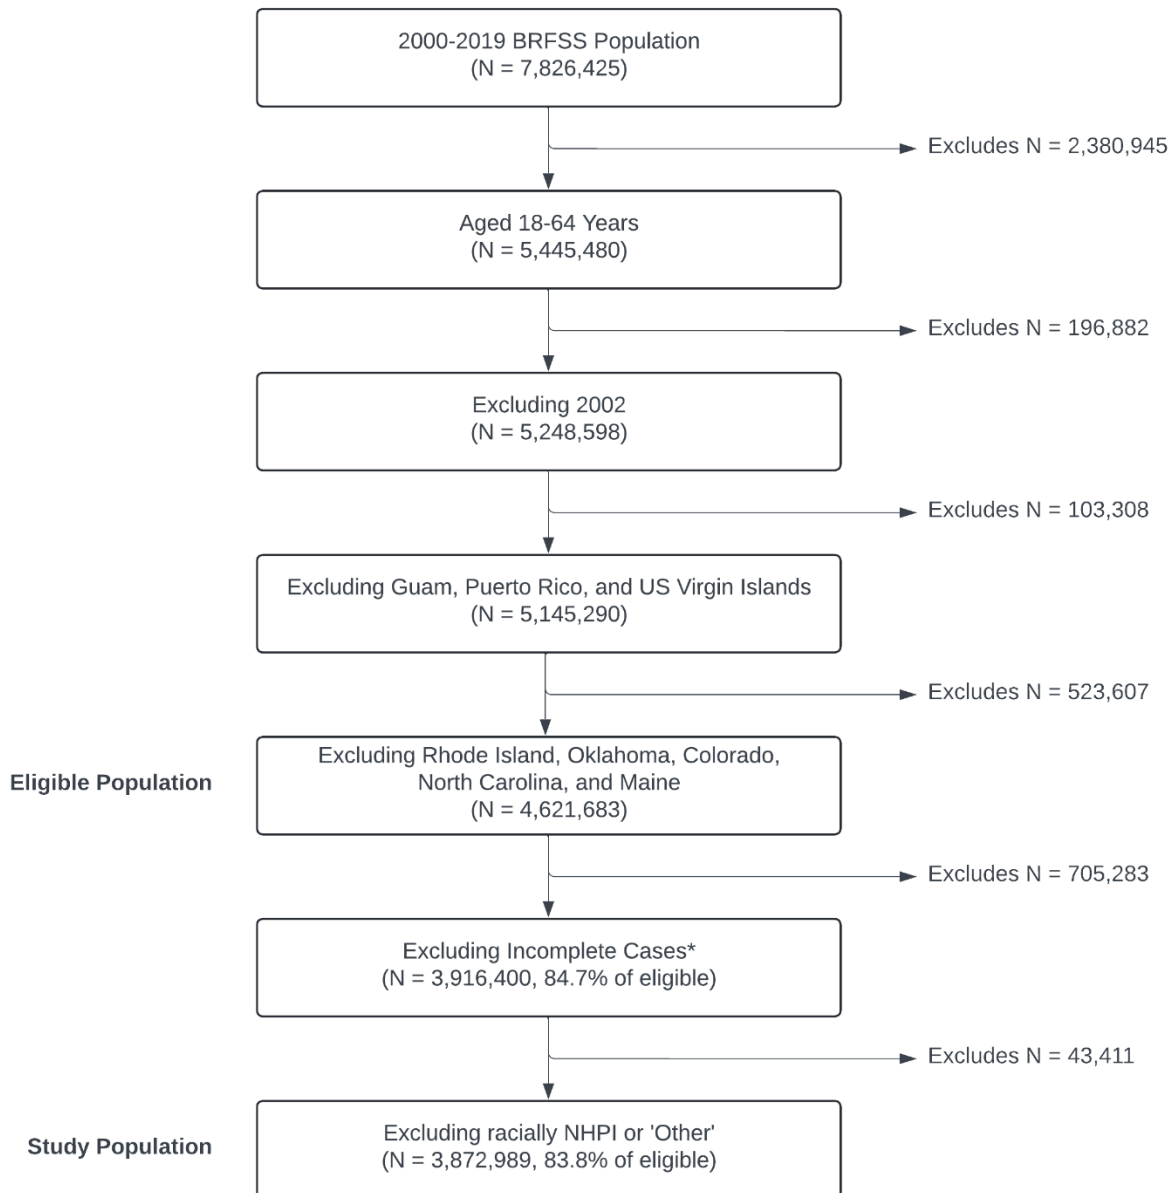 2000-2019 BRFSS Population
(N = 7,826,425)
Excludes N = 2,380,945
Aged 18-64 Years
(N = 5,445,480)
Excludes N = 196,882
Excluding 2002
(N = 5,248,598)
Excludes N = 103,308
Excluding Guam, Puerto Rico, and US Virgin Islands
(N = 5,145,290)
Excludes N = 523,607
Eligible Population
Excluding Rhode Island, Oklahoma, Colorado,
North Carolina, and Maine
(N = 4,621,683)
Excludes N = 705,283
Excluding Incomplete Cases*
(N = 3,916,400, 84.7% of eligible)
Excludes N = 43,411
Study Population
Excluding racially NHPI or 'Other'
(N = 3,872,989, 83.8% of eligible)